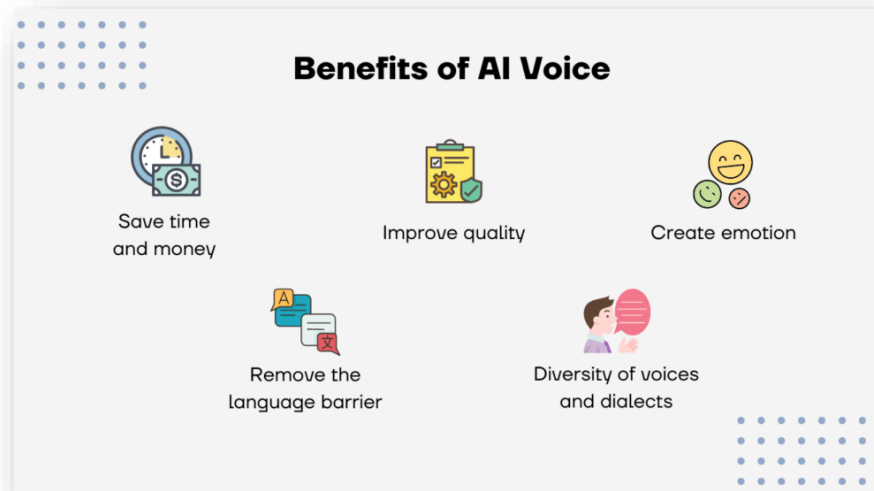 Benefits of AI Voice
Save time
and money
Improve quality
Create emotion
A
文
Remove the
language barrier
Diversity of voices
and dialects